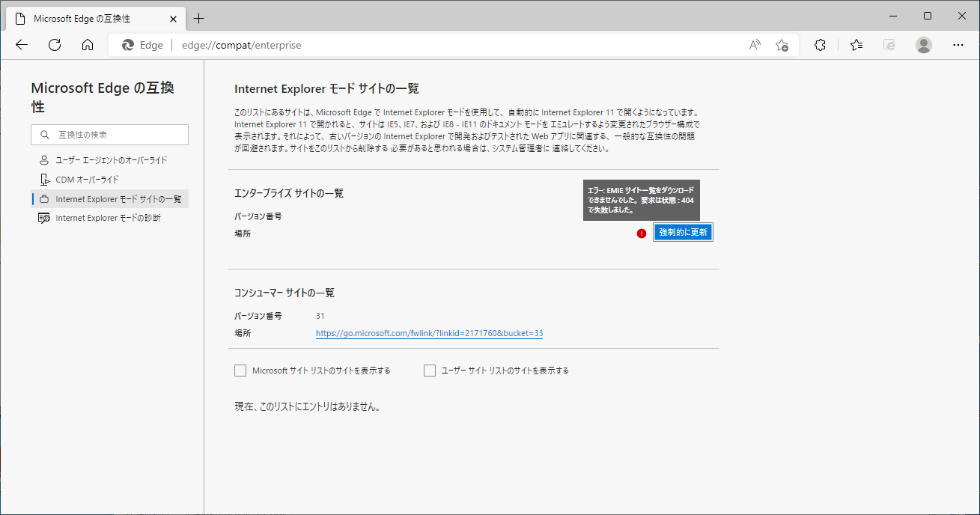 Microsoft Edge の互換性
Edge
edge://compat/enterprise
Microsoft Edge の互換
性
互換性の検索
ユーザー エージェントのオーバーライド
CDM オーバーライド
Internet Explorer モード サイトの一覧
Internet Explorer モードの診断
Internet Explorer モード サイトの一覧
このリストにあるサイトは、Microsoft Edge で Internet Explorer モードを使用して、 自動的に Internet Explorer 11 で開くようになっています。
Internet Explorer 11 で開かれると、サイトは IE5、IE7、および IE8 - IE11 のドキュメント モードを エミュレートするよう変更されたブラウザー構成で
表示されます。それによって、 古いバージョンの Internet Explorer で開発およびテストされた Web アプリに関連する、 一般的な互換性の問題
が回避されます。サイトをこのリストから削除する 必要があると思われる場合は、システム管理者に 連絡してください。
エンタープライズ サイトの一覧
エラー: EMIE サイト一覧をダウンロード
できませんでした。要求は状態 : 404
で失敗しました。
バージョン番号
場所
強制的に更新
コンシューマー サイトの一覧
バージョン番号 31
場所 https://go.microsoft.com/fwlink/?linkid=2171760&bucket=33
Microsoft サイト リストのサイトを表示する ユーザー サイト リストのサイトを表示する
現在、このリストにエントリはありません。